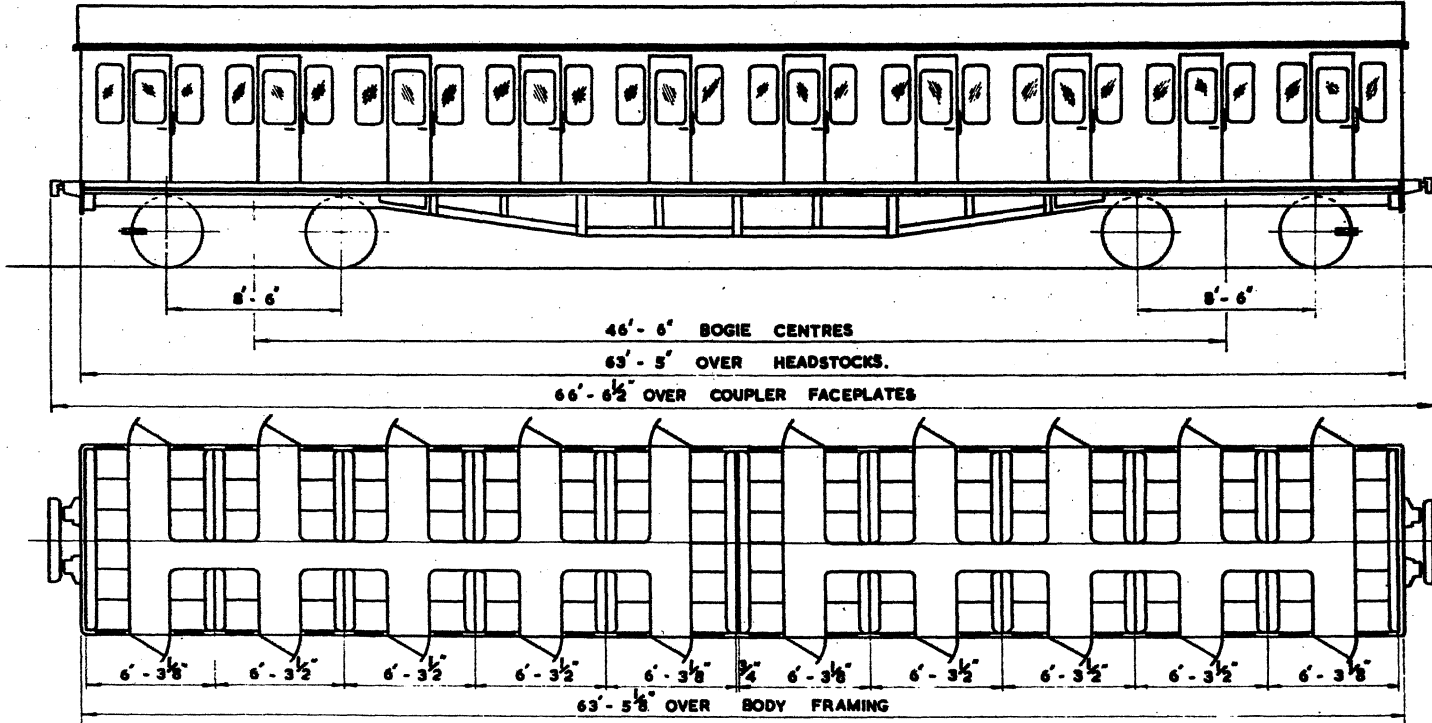 8'- 6" 8'- 6"
46'- 6" BOGIE CENTRES
63'- 5" OVER HEADSTOCKS.
66'- 6½" OVER COUPLER FACEPLATES
6'- 3⅛" 6'- 3½" 6'- 3½" 6'- 3½" 6'- 3⅛" ¾" 6'- 3⅛" 6'- 3½" 6'- 3½" 6'- 3½" 6'- 3⅛"
63'- 5⅛" OVER BODY FRAMING